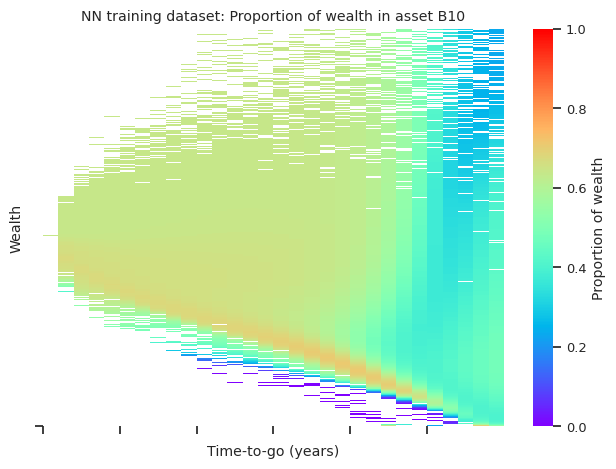 NN training dataset: Proportion of wealth in asset B10
Wealth
Time-to-go (years)
1.0
0.8
0.6
0.4
0.2
0.0
Proportion of wealth